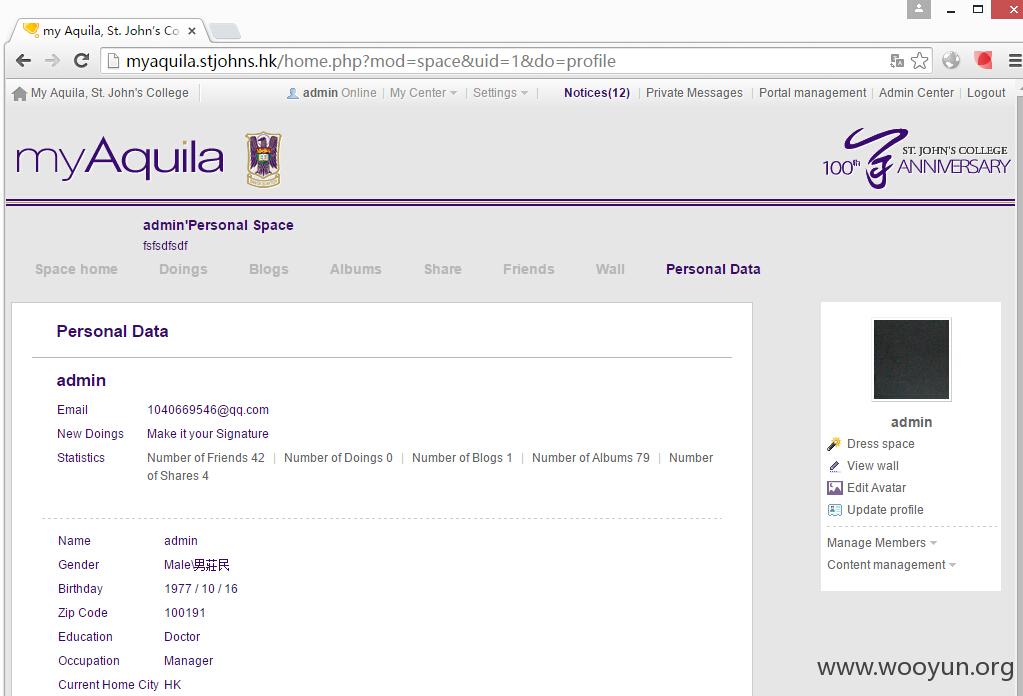 my Aquila, St. John's Co
myaquila.stjohns.hk/home.php?mod=space&uid=1&do=profile
My Aquila, St. John's College
admin Online | My Center | Settings | Notices(12) | Private Messages | Portal management | Admin Center | Logout
myAquila
100th ST. JOHN'S COLLEGE
ANNIVERSARY
admin'Personal Space
fsfsdfsdf
Space home Doings Blogs Albums Share Friends Wall Personal Data
Personal Data
admin
Email 1040669546@qq.com
New Doings Make it your Signature
Statistics Number of Friends 42 | Number of Doings 0 | Number of Blogs 1 | Number of Albums 79 | Number
of Shares 4
Name admin
Gender Male\男莊民
Birthday 1977 / 10 / 16
Zip Code 100191
Education Doctor
Occupation Manager
Current Home City HK
admin
Dress space
View wall
Edit Avatar
Update profile
Manage Members
Content management
www.wooyun.org